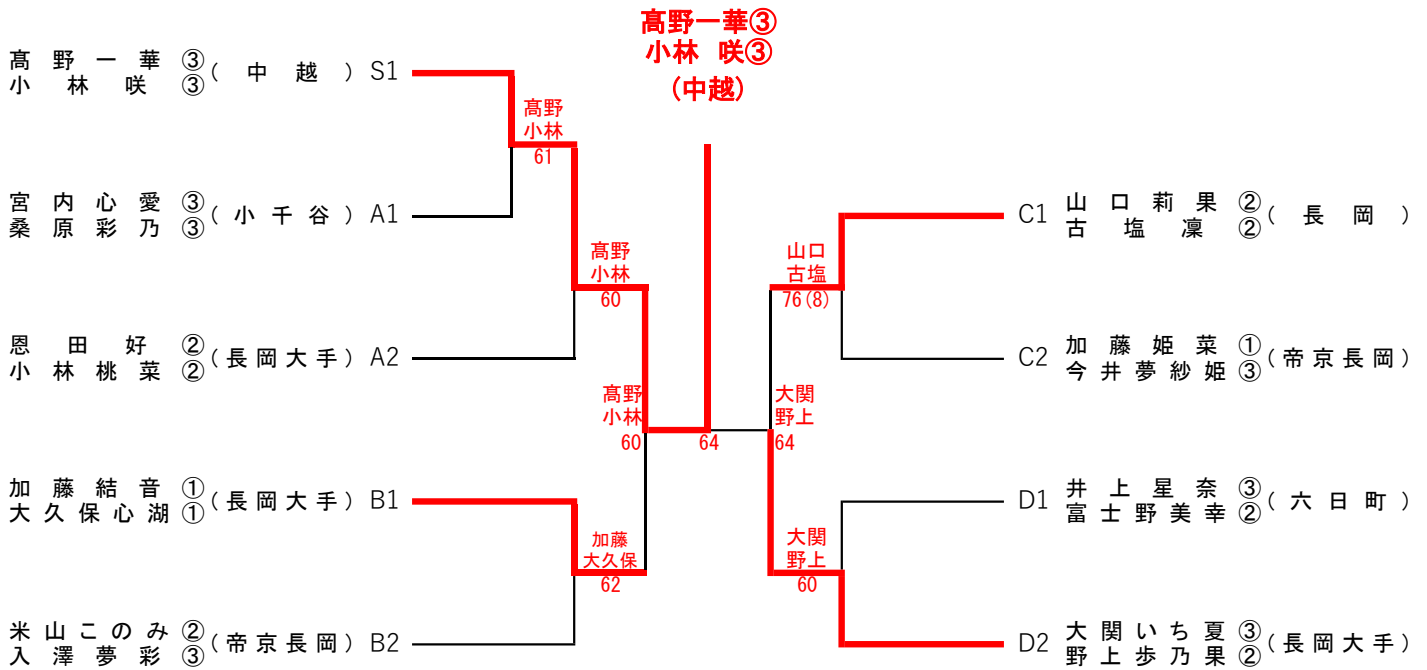 髙野一華③
小林 咲③
(中越)
髙野一華 ③
小林咲 ③
(中越) S1
髙野
小林
61
宮内心愛 ③
桑原彩乃 ③
(小千谷) A1
髙野
小林
60
恩田好 ②
小林桃菜 ②
(長岡大手) A2
髙野
小林
60
加藤結音 ①
大久保心湖 ①
(長岡大手) B1
加藤
大久保
62
米山このみ ②
入澤夢彩 ③
(帝京長岡) B2
64
C1 山口莉果 ②
古塩凜 ②
(長岡)
山口
古塩
76(8)
C2 加藤姫菜 ①
今井夢紗姫 ③
(帝京長岡)
大関
野上
64
D1 井上星奈 ③
富士野美幸 ②
(六日町)
大関
野上
60
D2 大関いち夏 ③
野上歩乃果 ②
(長岡大手)